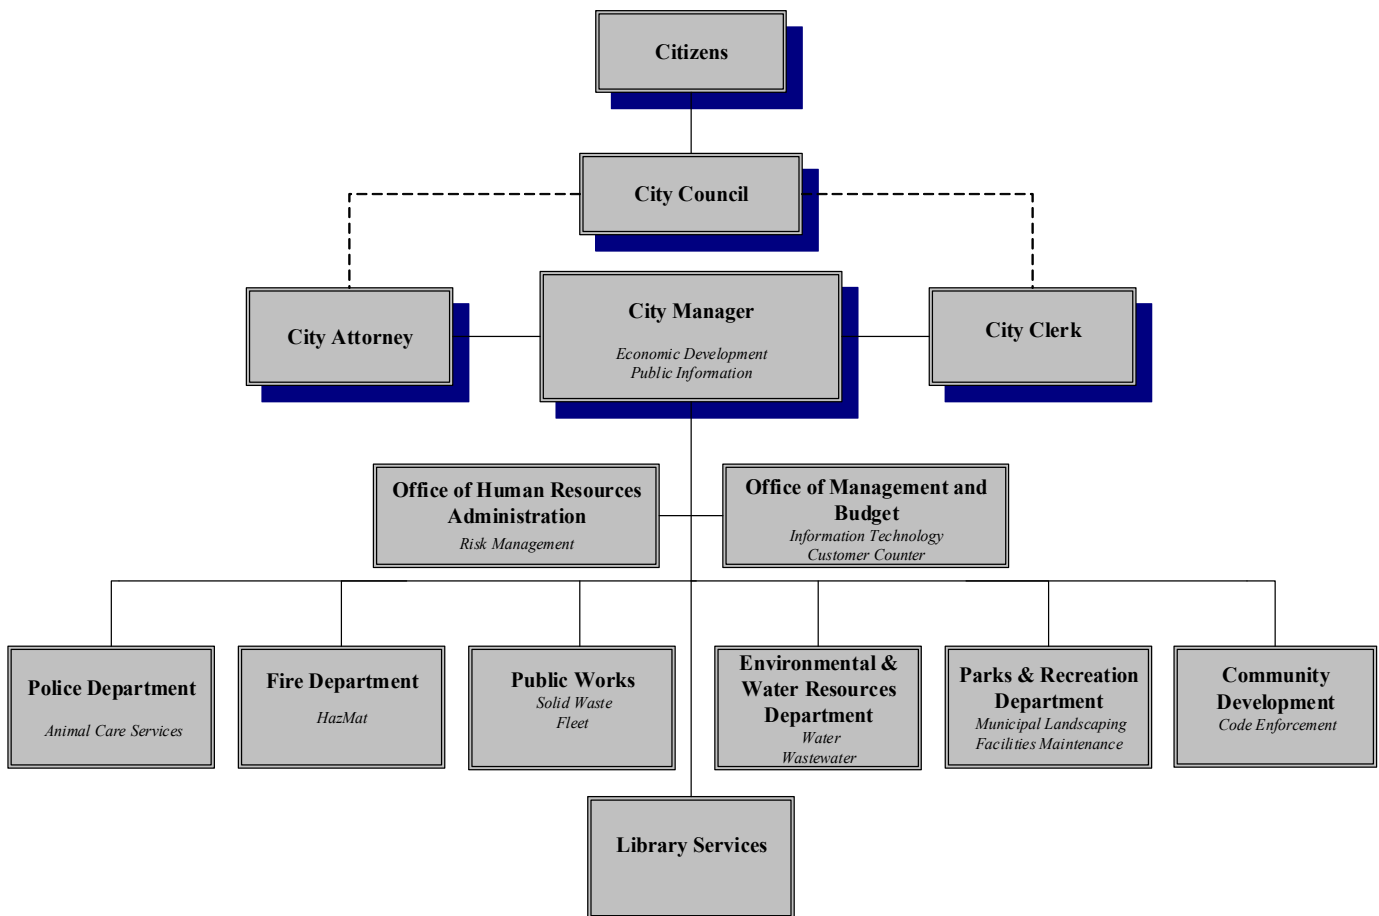 Citizens
City Council
City Attorney
City Manager
Economic Development
Public Information
City Clerk
Office of Human Resources
Administration
Risk Management
Office of Management and
Budget
Information Technology
Customer Counter
Police Department
Animal Care Services
Fire Department
HazMat
Public Works
Solid Waste
Fleet
Environmental &
Water Resources
Department
Water
Wastewater
Parks & Recreation
Department
Municipal Landscaping
Facilities Maintenance
Community
Development
Code Enforcement
Library Services